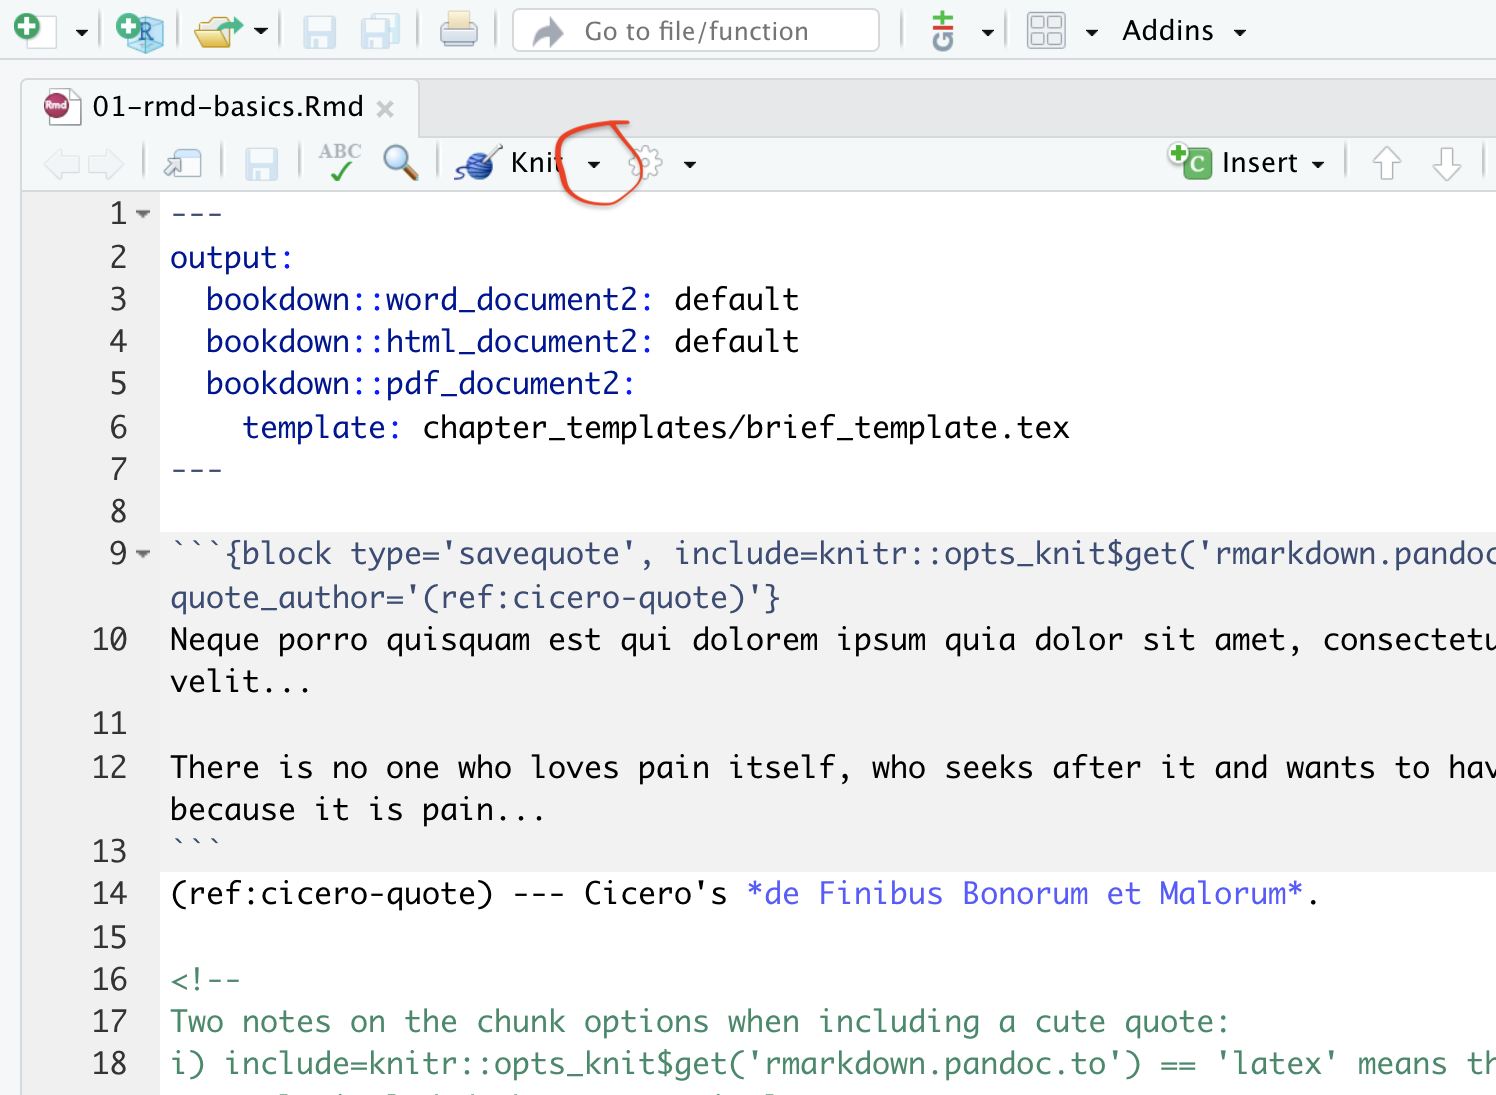 Go to file/function
Git
Addins
Rmd 01-rmd-basics.Rmd
ABC Knit Insert
1 ---
2 output:
3   bookdown::word_document2: default
4   bookdown::html_document2: default
5   bookdown::pdf_document2:
6     template: chapter_templates/brief_template.tex
7 ---
8
9 ```{block type='savequote', include=knitr::opts_knit$get('rmarkdown.pandoc
quote_author='(ref:cicero-quote)'}
10 Neque porro quisquam est qui dolorem ipsum quia dolor sit amet, consectetu
velit...
11
12 There is no one who loves pain itself, who seeks after it and wants to hav
because it is pain...
13 ```
14 (ref:cicero-quote) --- Cicero's *de Finibus Bonorum et Malorum*.
15
16 <!--
17 Two notes on the chunk options when including a cute quote:
18 i) include=knitr::opts_knit$get('rmarkdown.pandoc.to') == 'latex' means th